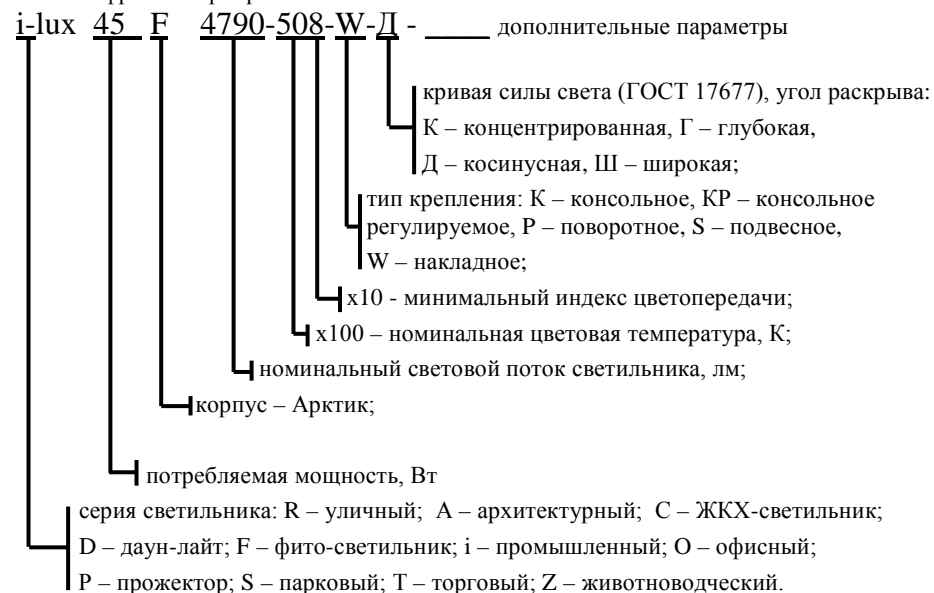 i-lux 45 F 4790-508-W-Д - _____ дополнительные параметры
кривая силы света (ГОСТ 17677), угол раскрыва:
К – концентрированная, Г – глубокая,
Д – косинусная, Ш – широкая;
тип крепления: К – консольное, КР – консольное
регулируемое, Р – поворотное, S – подвесное,
W – накладное;
х10 - минимальный индекс цветопередачи;
х100 – номинальная цветовая температура, К;
номинальный световой поток светильника, лм;
корпус – Арктик;
потребляемая мощность, Вт
серия светильника: R – уличный; A – архитектурный; C – ЖКХ-светильник;
D – даун-лайт; F – фито-светильник; i – промышленный; O – офисный;
P – прожектор; S – парковый; T – торговый; Z – животноводческий.